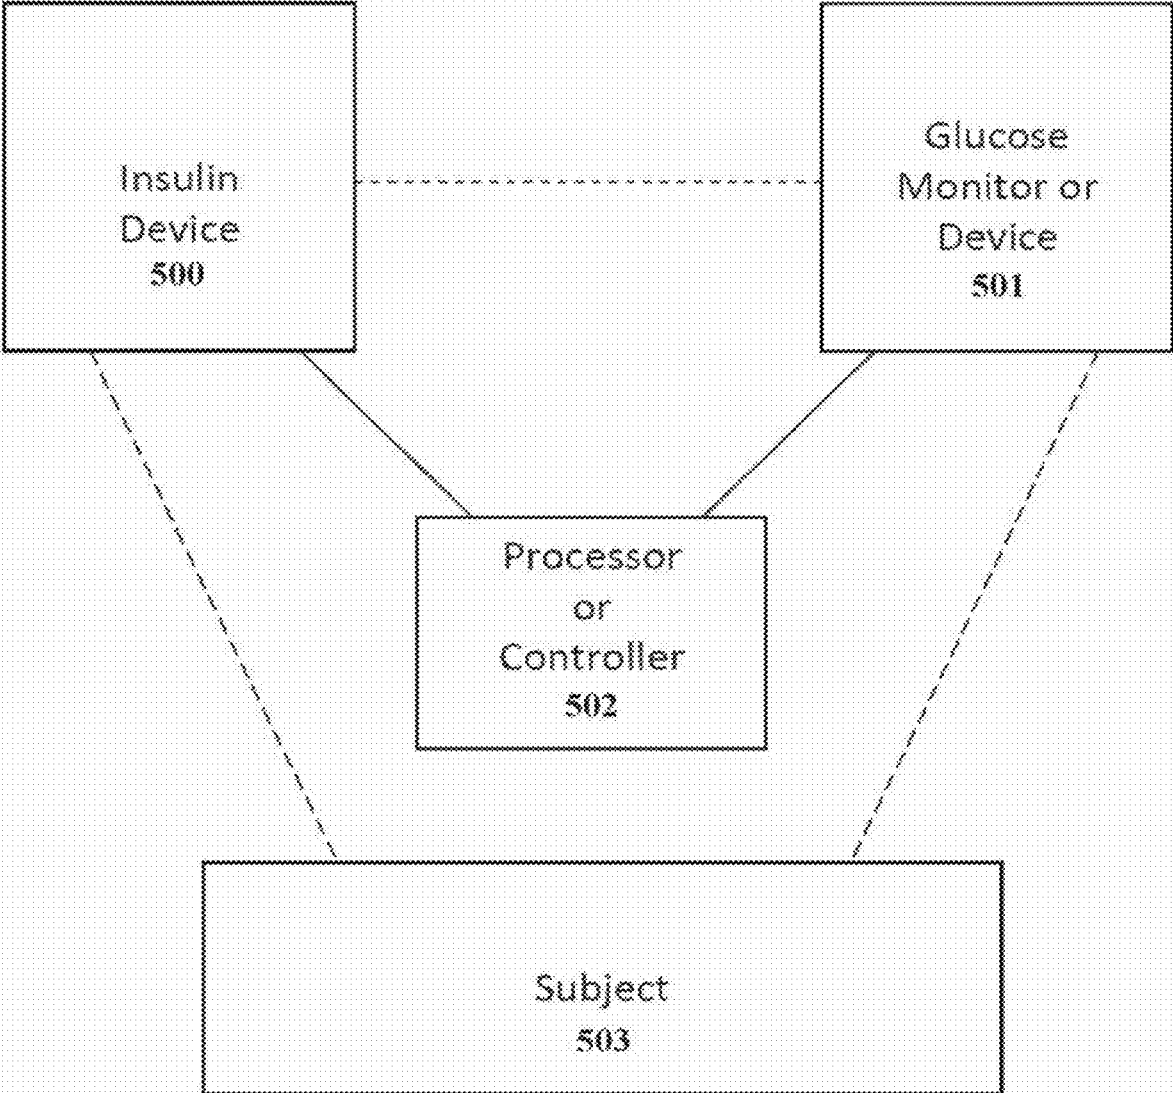 Insulin
Device
500
Glucose
Monitor or
Device
501
Processor
or
Controller
502
Subject
503